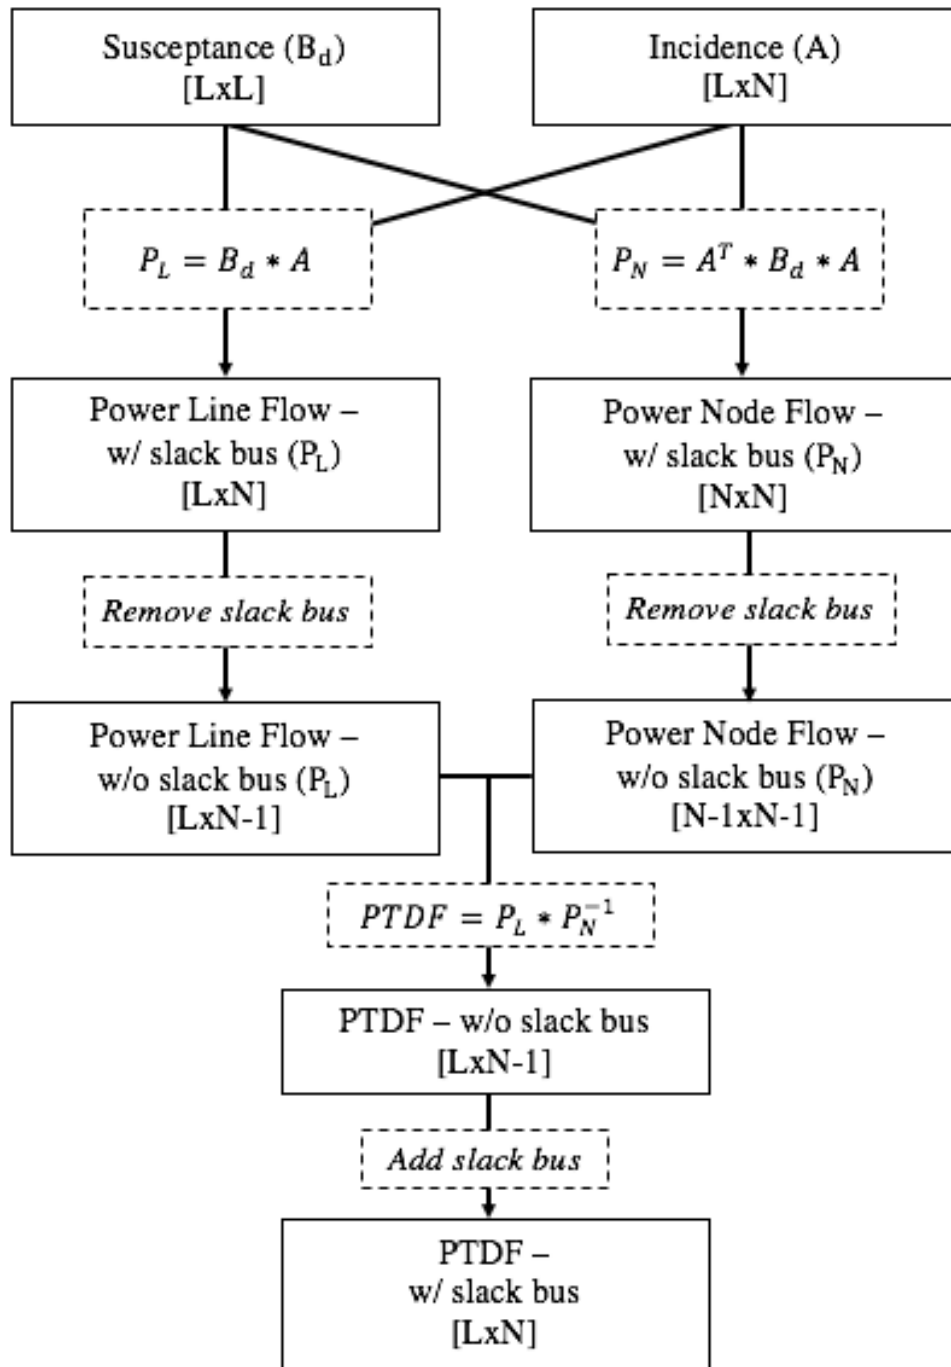 Susceptance (B_d)
[LxL]
Incidence (A)
[LxN]
P_L = B_d * A
P_N = A^T * B_d * A
Power Line Flow –
w/ slack bus (P_L)
[LxN]
Power Node Flow –
w/ slack bus (P_N)
[NxN]
Remove slack bus
Remove slack bus
Power Line Flow –
w/o slack bus (P_L)
[LxN-1]
Power Node Flow –
w/o slack bus (P_N)
[N-1xN-1]
PTDF = P_L * P_N^{-1}
PTDF – w/o slack bus
[LxN-1]
Add slack bus
PTDF –
w/ slack bus
[LxN]